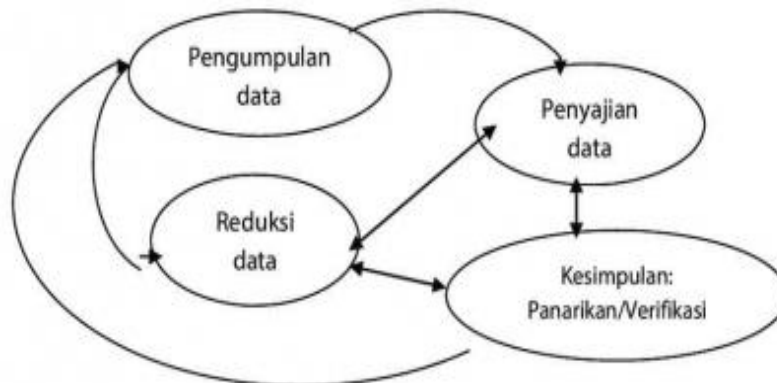 Pengumpulan
data
Penyajian
data
Reduksi
data
Kesimpulan:
Panarikan/Verifikasi